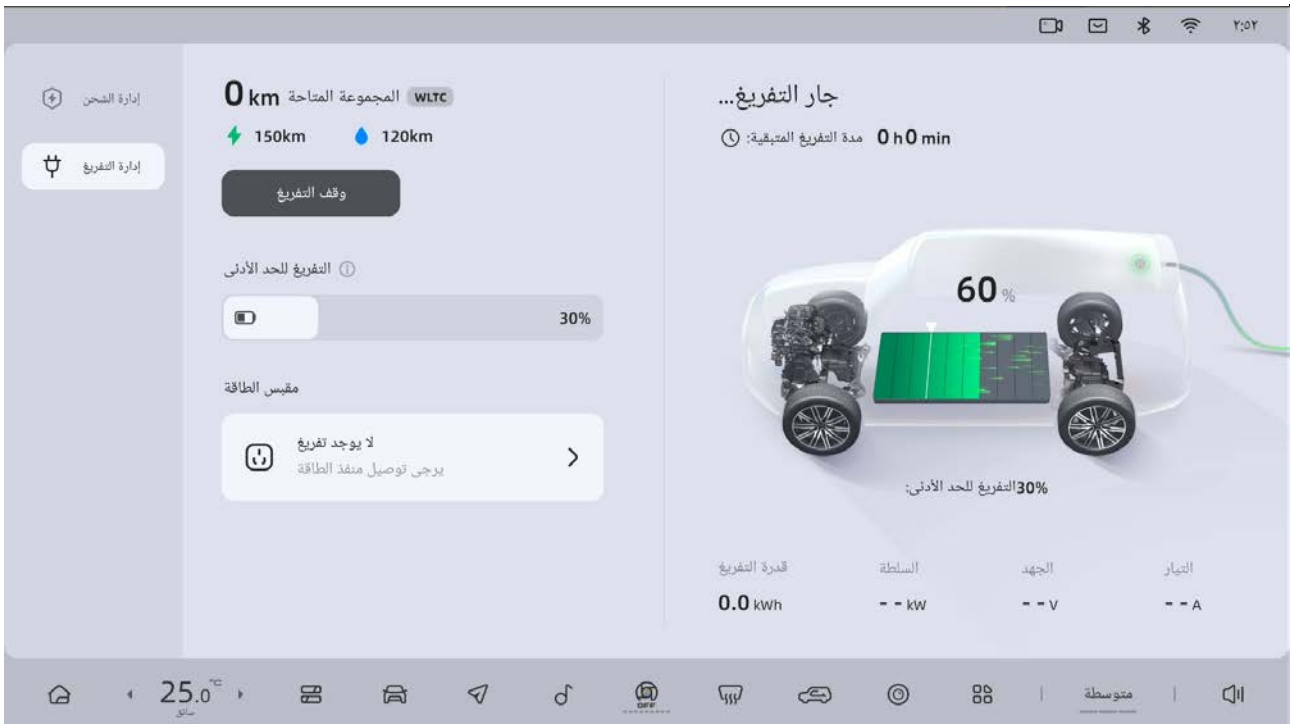 ٢:٥٢
إدارة الشحن
إدارة التفريغ
0 km المجموعة المتاحة WLTC
150km 120km
وقف التفريغ
التفريغ للحد الأدنى
30%
مقبس الطاقة
لا يوجد تفريغ
يرجى توصيل منفذ الطاقة
جار التفريغ...
مدة التفريغ المتبقية: 0 h 0 min
60 %
30%التفريغ للحد الأدنى:
قدرة التفريغ
0.0 kWh
السلطة
-- kW
الجهد
-- V
التيار
-- A
25.0°C
سائق
OFF
متوسطة